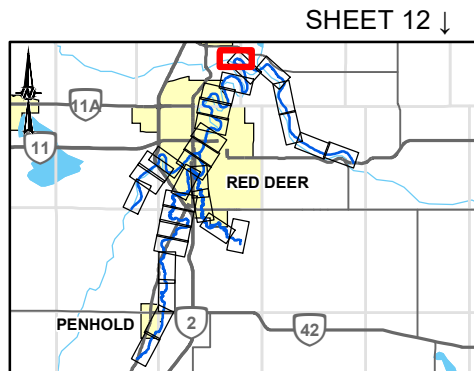 SHEET 12 ↓
N
11A
11
RED DEER
PENHOLD
2
42